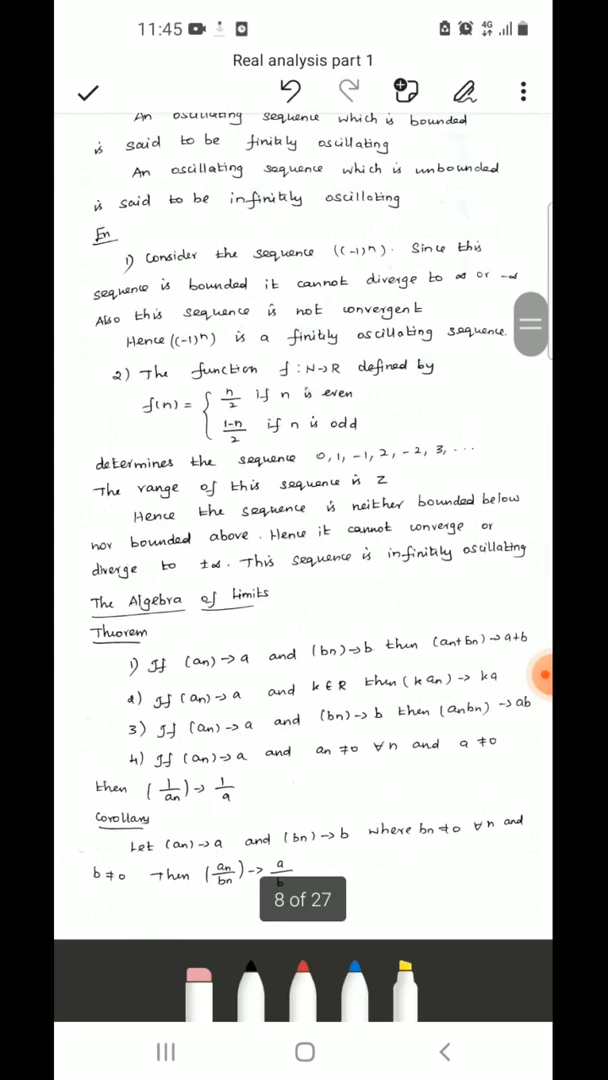 11:45
4G
Real analysis part 1
An oscillating sequence which is bounded
is said to be finitely oscillating
An oscillating sequence which is unbounded
is said to be infinitely oscillating
En
1) Consider the sequence ((-1)ⁿ). Since this
sequence is bounded it cannot diverge to ∞ or -∞
Also this sequence is not convergent
Hence ((-1)ⁿ) is a finitely oscillating sequence.
2) The function f : N→R defined by
f(n) = { n/2 if n is even
1-n/2 if n is odd
determines the sequence 0, 1, -1, 2, -2, 3, ...
The range of this sequence is Z
Hence the sequence is neither bounded below
nor bounded above. Hence it cannot converge or
diverge to ±∞. This sequence is infinitely oscillating
The Algebra of limits
Theorem
1) If (an)→a and (bn)→b then (an+bn)→a+b
2) If (an)→a and k∈R then (kan)→ka
3) If (an)→a and (bn)→b then (anbn)→ab
4) If (an)→a and an≠0 ∀n and a≠0
then (1/an)→1/a
Corollary
Let (an)→a and (bn)→b where bn≠0 ∀n and
b≠0 Then (an/bn)→a/b
8 of 27